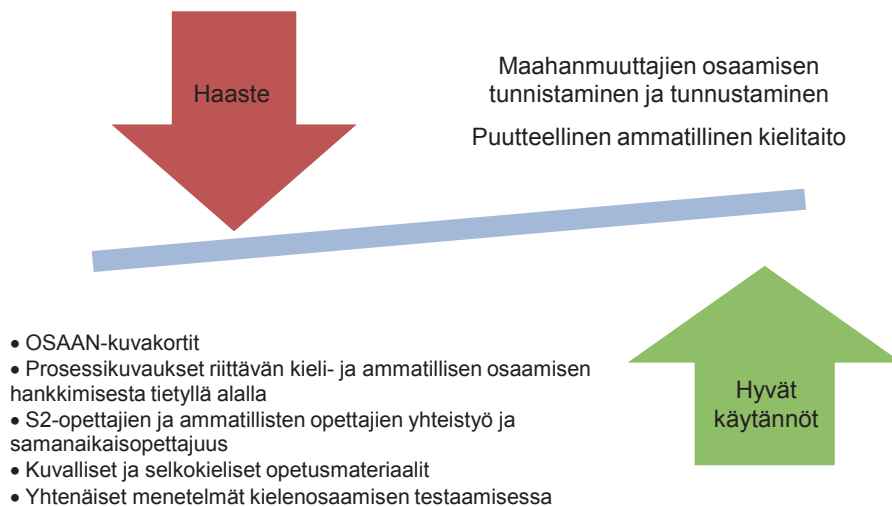 Haaste
Maahanmuuttajien osaamisen
tunnistaminen ja tunnustaminen
Puutteellinen ammatillinen kielitaito
• OSAAN-kuvakortit
• Prosessikuvaukset riittävän kieli- ja ammatillisen osaamisen
hankkimisesta tietyllä alalla
• S2-opettajien ja ammatillisten opettajien yhteistyö ja
samanaikaisopettajuus
• Kuvalliset ja selkokieliset opetusmateriaalit
• Yhtenäiset menetelmät kielenosaamisen testaamisessa
Hyvät
käytännöt